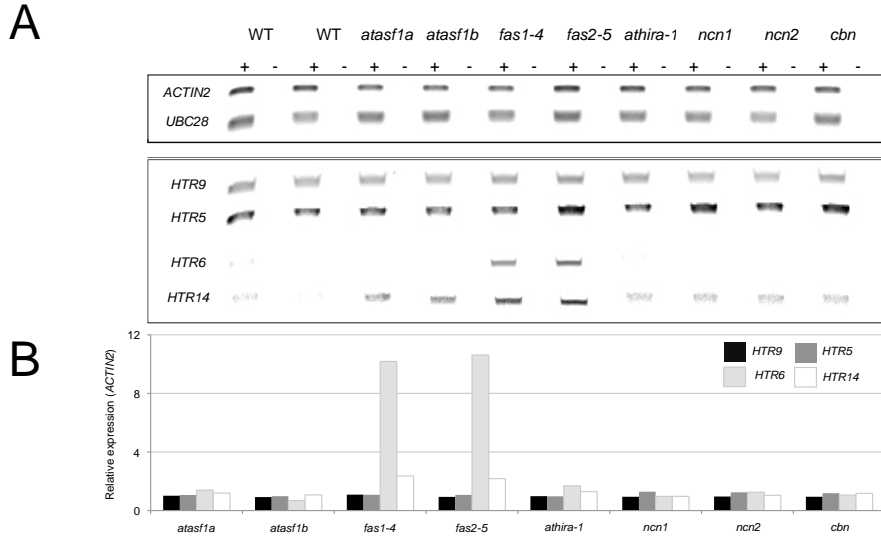 A
WT WT atasf1a atasf1b fas1-4 fas2-5 athira-1 ncn1 ncn2 cbn
+ - + - + - + - + - + - + - + - + - + -
ACTIN2
UBC28
HTR9
HTR5
HTR6
HTR14
B
Relative expression (ACTIN2)
12
8
4
0
HTR9 HTR5
HTR6 HTR14
atasf1a atasf1b fas1-4 fas2-5 athira-1 ncn1 ncn2 cbn